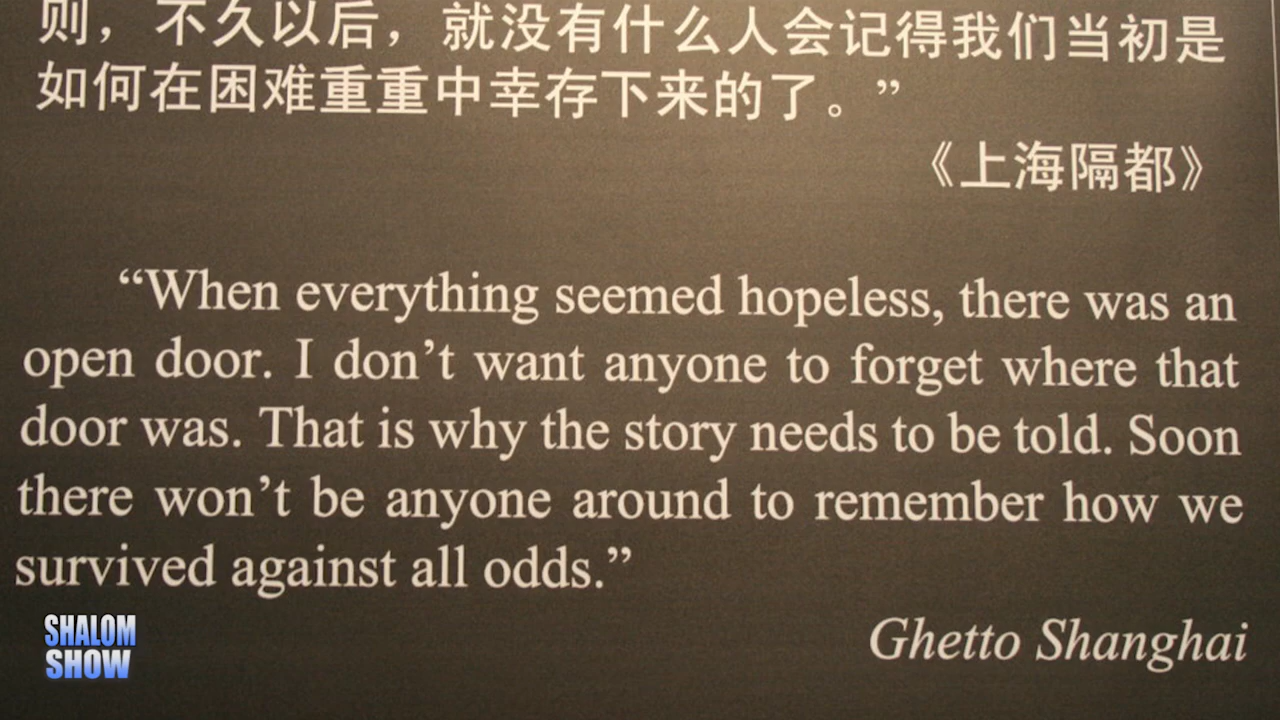 则，不久以后，就没有什么人会记得我们当初是
如何在困难重重中幸存下来的了。”
《上海隔都》
“When everything seemed hopeless, there was an
open door. I don’t want anyone to forget where that
door was. That is why the story needs to be told. Soon
there won’t be anyone around to remember how we
survived against all odds.”
Ghetto Shanghai
SHALOM
SHOW